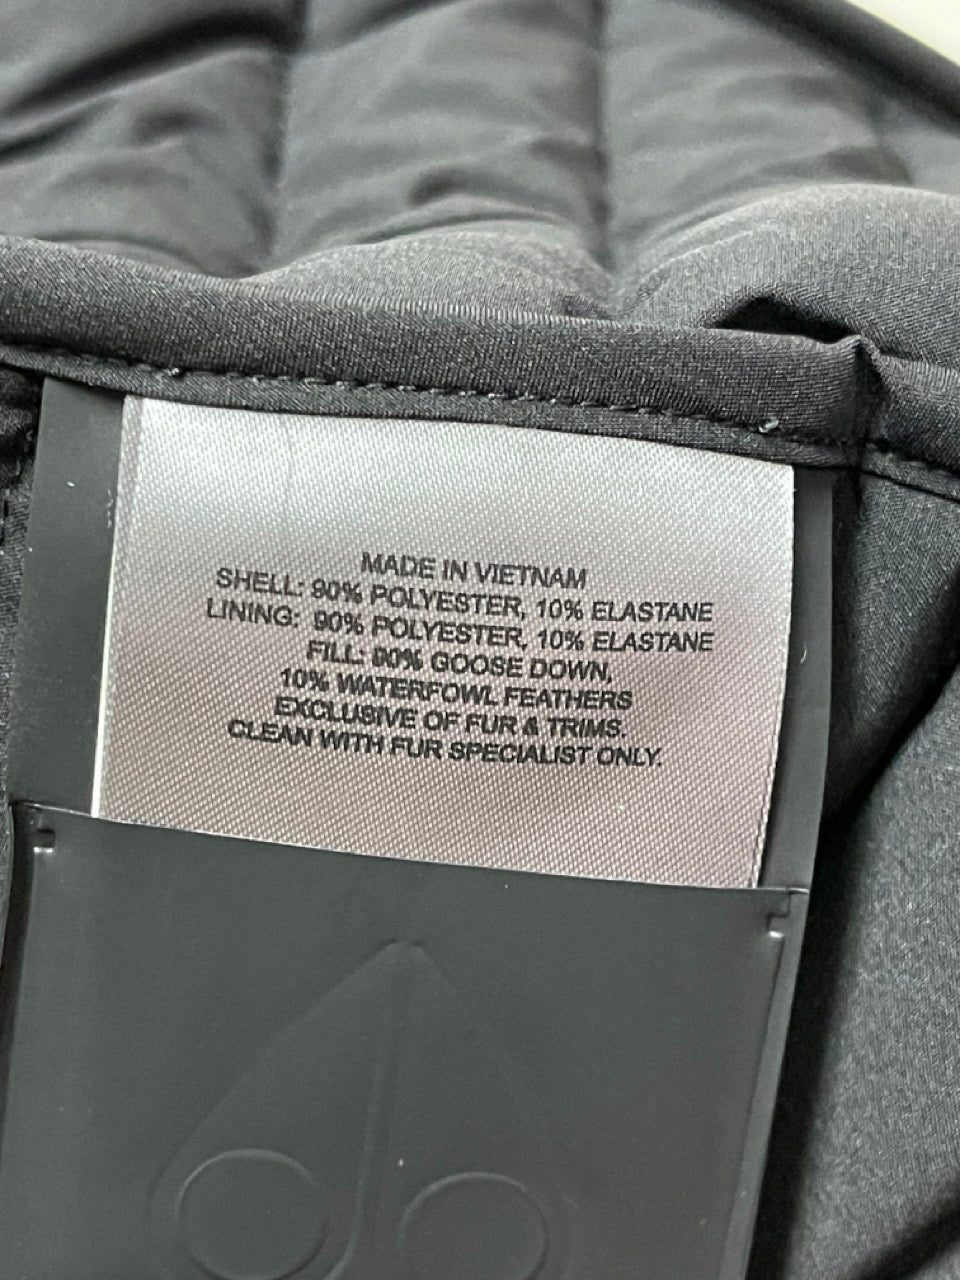 MADE IN VIETNAM
SHELL: 90% POLYESTER, 10% ELASTANE
LINING: 90% POLYESTER, 10% ELASTANE
FILL: 90% GOOSE DOWN,
10% WATERFOWL FEATHERS
EXCLUSIVE OF FUR & TRIMS.
CLEAN WITH FUR SPECIALIST ONLY.